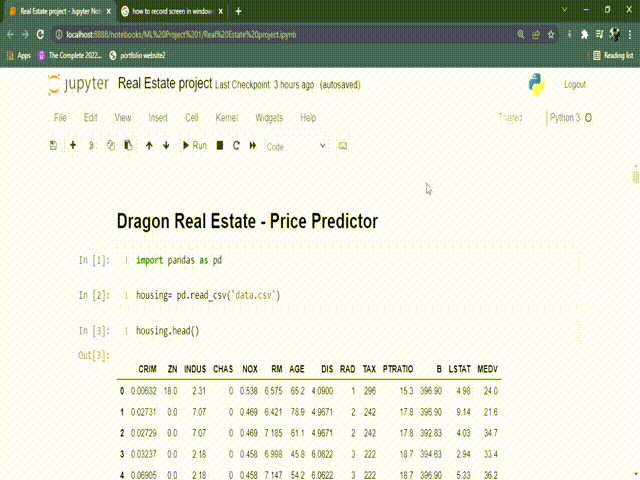 Real Estate project - Jupyter Not
how to record screen in window
localhost:8888/notebooks/ML%20Project%201/Real%20Estate%20project.ipynb
Apps
The Complete 2022...
portfolio website2
Reading list
jupyter Real Estate project Last Checkpoint: 3 hours ago (autosaved)
Logout
File Edit View Insert Cell Kernel Widgets Help
Trusted
Python 3
Run
Code
Dragon Real Estate - Price Predictor
In [1]: 1 import pandas as pd
In [2]: 1 housing= pd.read_csv('data.csv')
In [3]: 1 housing.head()
Out[3]:
CRIM ZN INDUS CHAS NOX RM AGE DIS RAD TAX PTRATIO B LSTAT MEDV
0 0.00632 18.0 2.31 0 0.538 6.575 65.2 4.0900 1 296 15.3 396.90 4.98 24.0
1 0.02731 0.0 7.07 0 0.469 6.421 78.9 4.9671 2 242 17.8 396.90 9.14 21.6
2 0.02729 0.0 7.07 0 0.469 7.185 61.1 4.9671 2 242 17.8 392.83 4.03 34.7
3 0.03237 0.0 2.18 0 0.458 6.998 45.8 6.0622 3 222 18.7 394.63 2.94 33.4
4 0.06905 0.0 2.18 0 0.458 7.147 54.2 6.0622 3 222 18.7 396.90 5.33 36.2